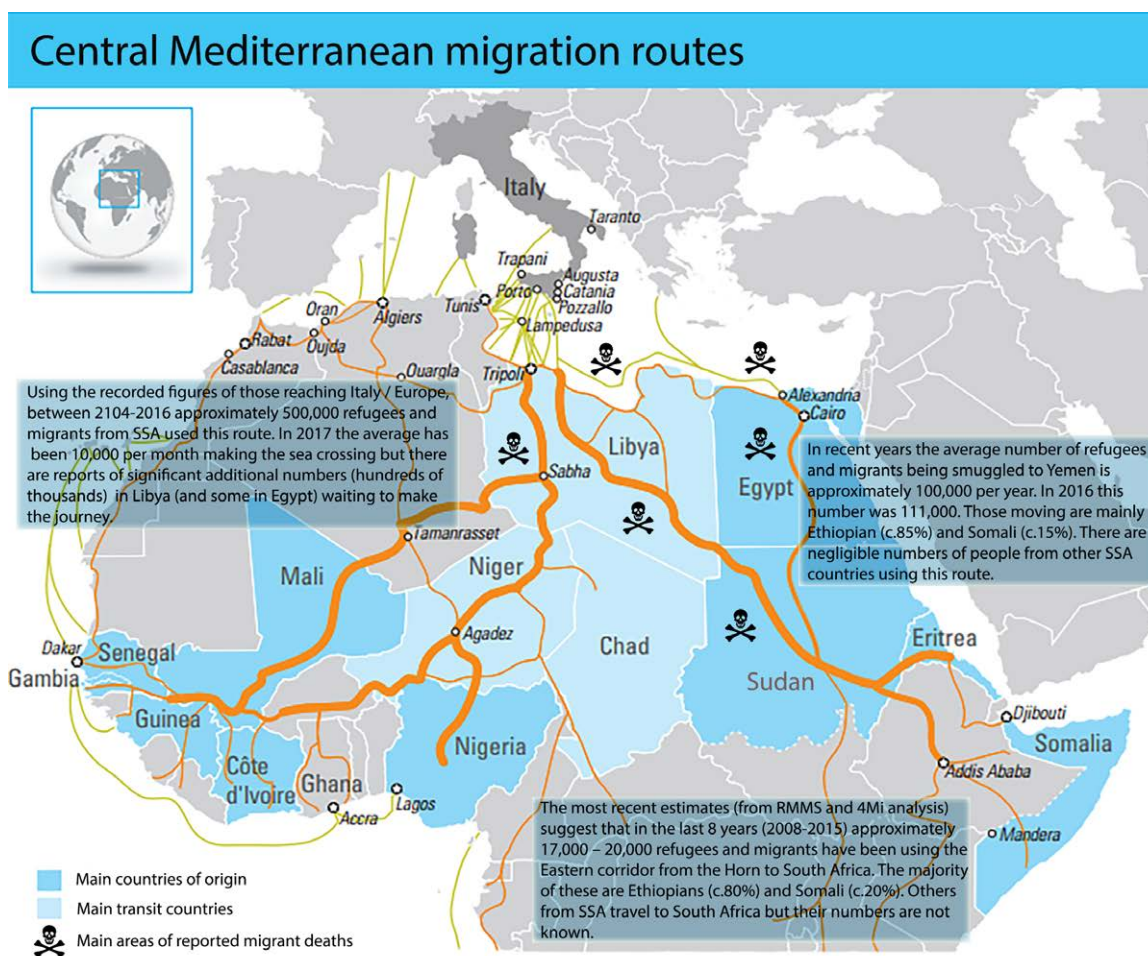 Central Mediterranean migration routes
Italy
Taranto
Trapani
Augusta
Porto
Catania
Pozzallo
Tunis
Lampedusa
Oran
Algiers
Rabat
Oujda
Casablanca
Ouargla
Tripoli
Alexandria
Cairo
Using the recorded figures of those reaching Italy / Europe,
between 2104-2016 approximately 500,000 refugees and
migrants from SSA used this route. In 2017 the average has
been 10,000 per month making the sea crossing but there
are reports of significant additional numbers (hundreds of
thousands) in Libya (and some in Egypt) waiting to make
the journey.
Libya
Sabha
Egypt
In recent years the average number of refugees
and migrants being smuggled to Yemen is
approximately 100,000 per year. In 2016 this
number was 111,000. Those moving are mainly
Ethiopian (c.85%) and Somali (c.15%). There are
negligible numbers of people from other SSA
countries using this route.
Tamanrasset
Mali
Niger
Agadez
Chad
Dakar
Senegal
Gambia
Eritrea
Sudan
Guinea
Nigeria
Djibouti
Somalia
Côte
d'Ivoire
Ghana
Addis Ababa
Lagos
Accra
Mandera
The most recent estimates (from RMMS and 4Mi analysis)
suggest that in the last 8 years (2008-2015) approximately
17,000 – 20,000 refugees and migrants have been using the
Eastern corridor from the Horn to South Africa. The majority
of these are Ethiopians (c.80%) and Somali (c.20%). Others
from SSA travel to South Africa but their numbers are not
known.
Main countries of origin
Main transit countries
Main areas of reported migrant deaths